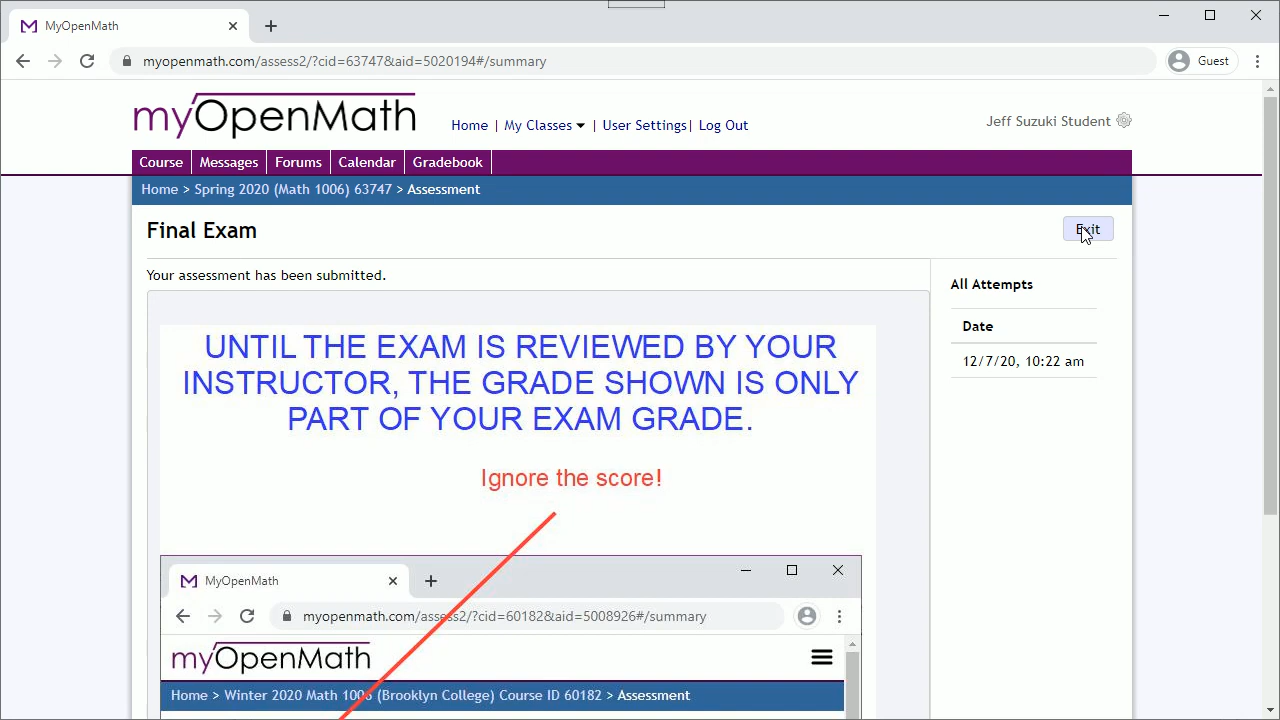 MyOpenMath
myopenmath.com/assess2/?cid=63747&aid=5020194#/summary
Guest
myOpenMath
Home | My Classes | User Settings | Log Out
Jeff Suzuki Student
Course Messages Forums Calendar Gradebook
Home > Spring 2020 (Math 1006) 63747 > Assessment
Final Exam
Exit
Your assessment has been submitted.
All Attempts
Date
12/7/20, 10:22 am
UNTIL THE EXAM IS REVIEWED BY YOUR
INSTRUCTOR, THE GRADE SHOWN IS ONLY
PART OF YOUR EXAM GRADE.
Ignore the score!
MyOpenMath
myopenmath.com/assess2/?cid=60182&aid=5008926#/summary
myOpenMath
Home > Winter 2020 Math 1006 (Brooklyn College) Course ID 60182 > Assessment